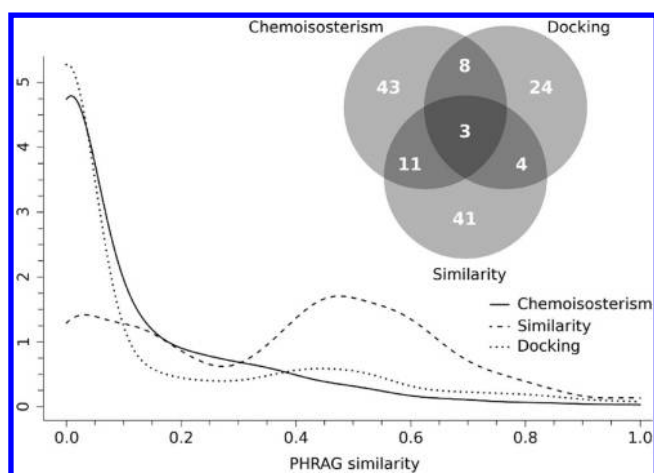 Chemoisosterism
Docking
8
43
24
3
11
4
41
Similarity
Chemoisosterism
Similarity
Docking
5
4
3
2
1
0
0.0 0.2 0.4 0.6 0.8 1.0
PHRAG similarity